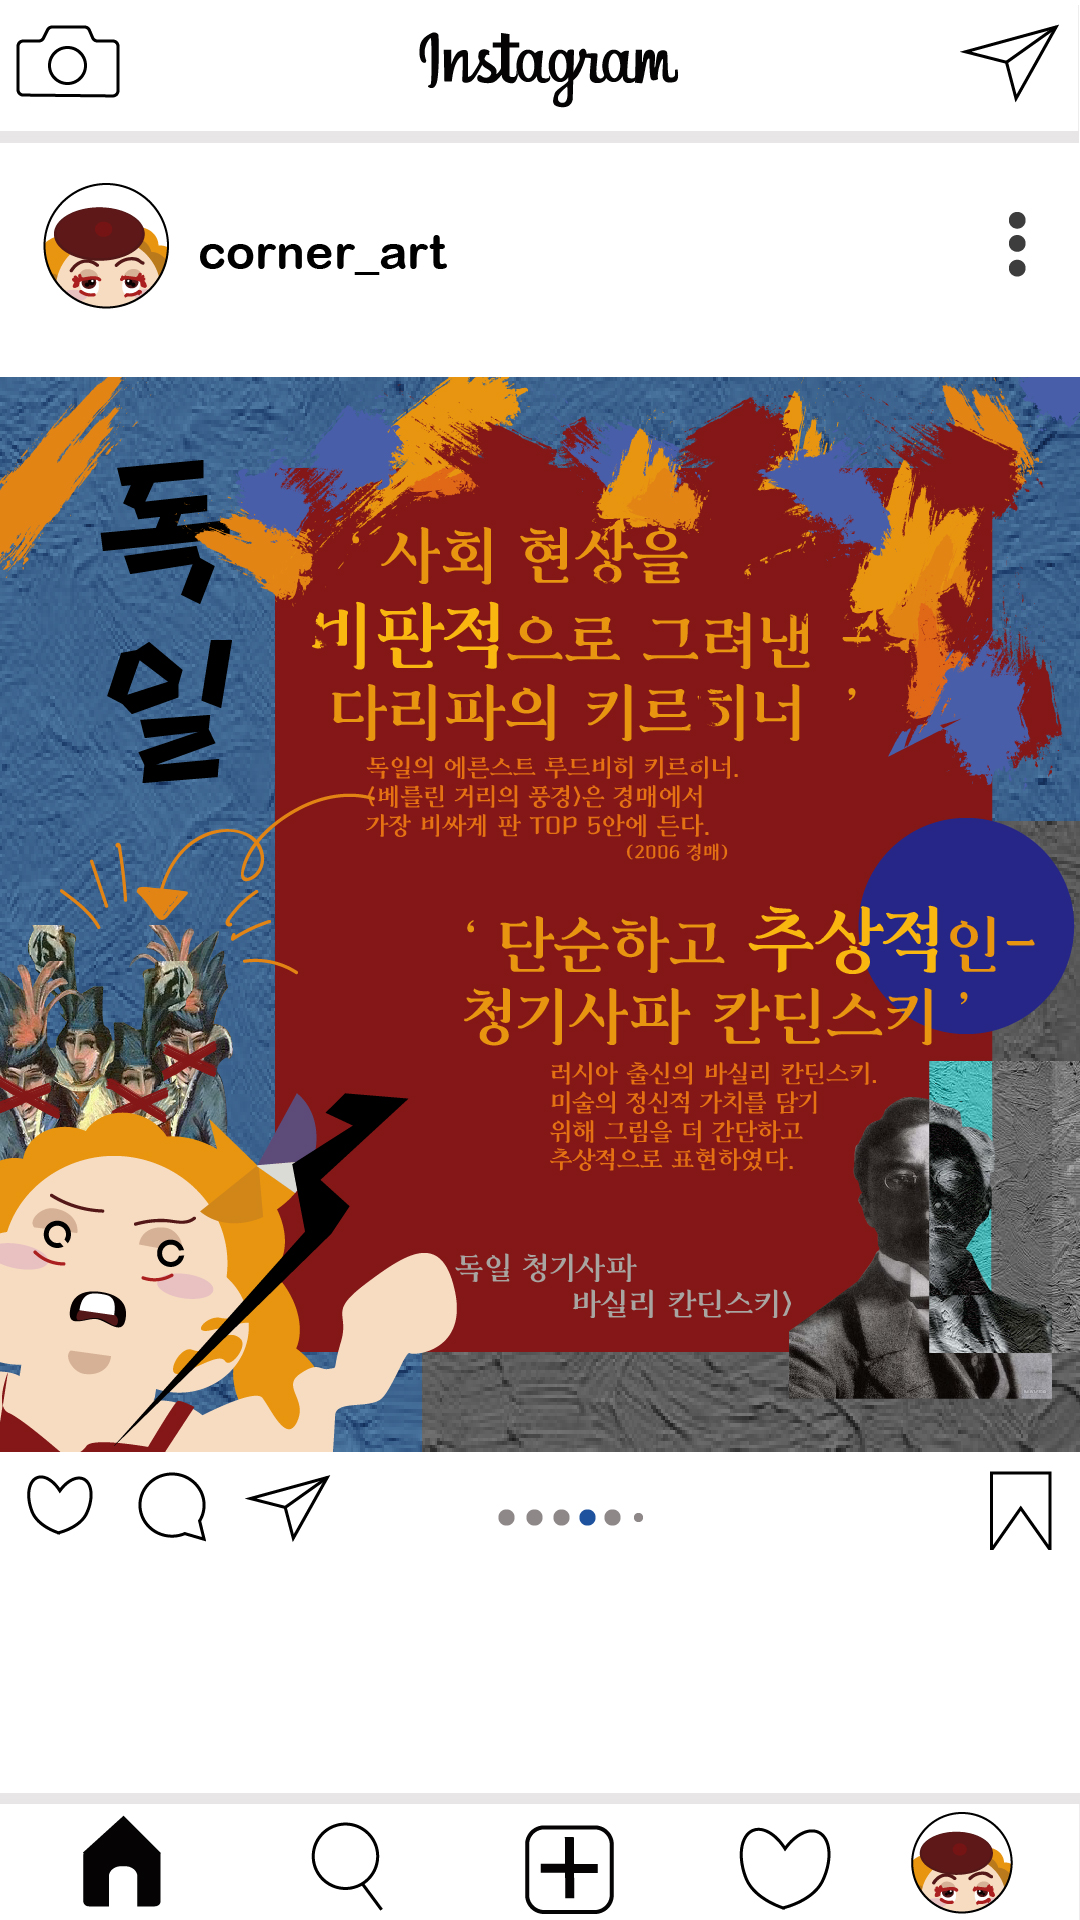 Instagram
corner_art
독일
‘ 사회 현상을
비판적으로 그려낸 -
다리파의 키르히너 ’
독일의 에른스트 루드비히 키르히너.
⟨베를린 거리의 풍경⟩은 경매에서
가장 비싸게 판 TOP 5안에 든다.
(2006 경매)
‘ 단순하고 추상적인-
청기사파 칸딘스키 ’
러시아 출신의 바실리 칸딘스키.
미술의 정신적 가치를 담기
위해 그림을 더 간단하고
추상적으로 표현하였다.
독일 청기사파
바실리 칸딘스키⟩